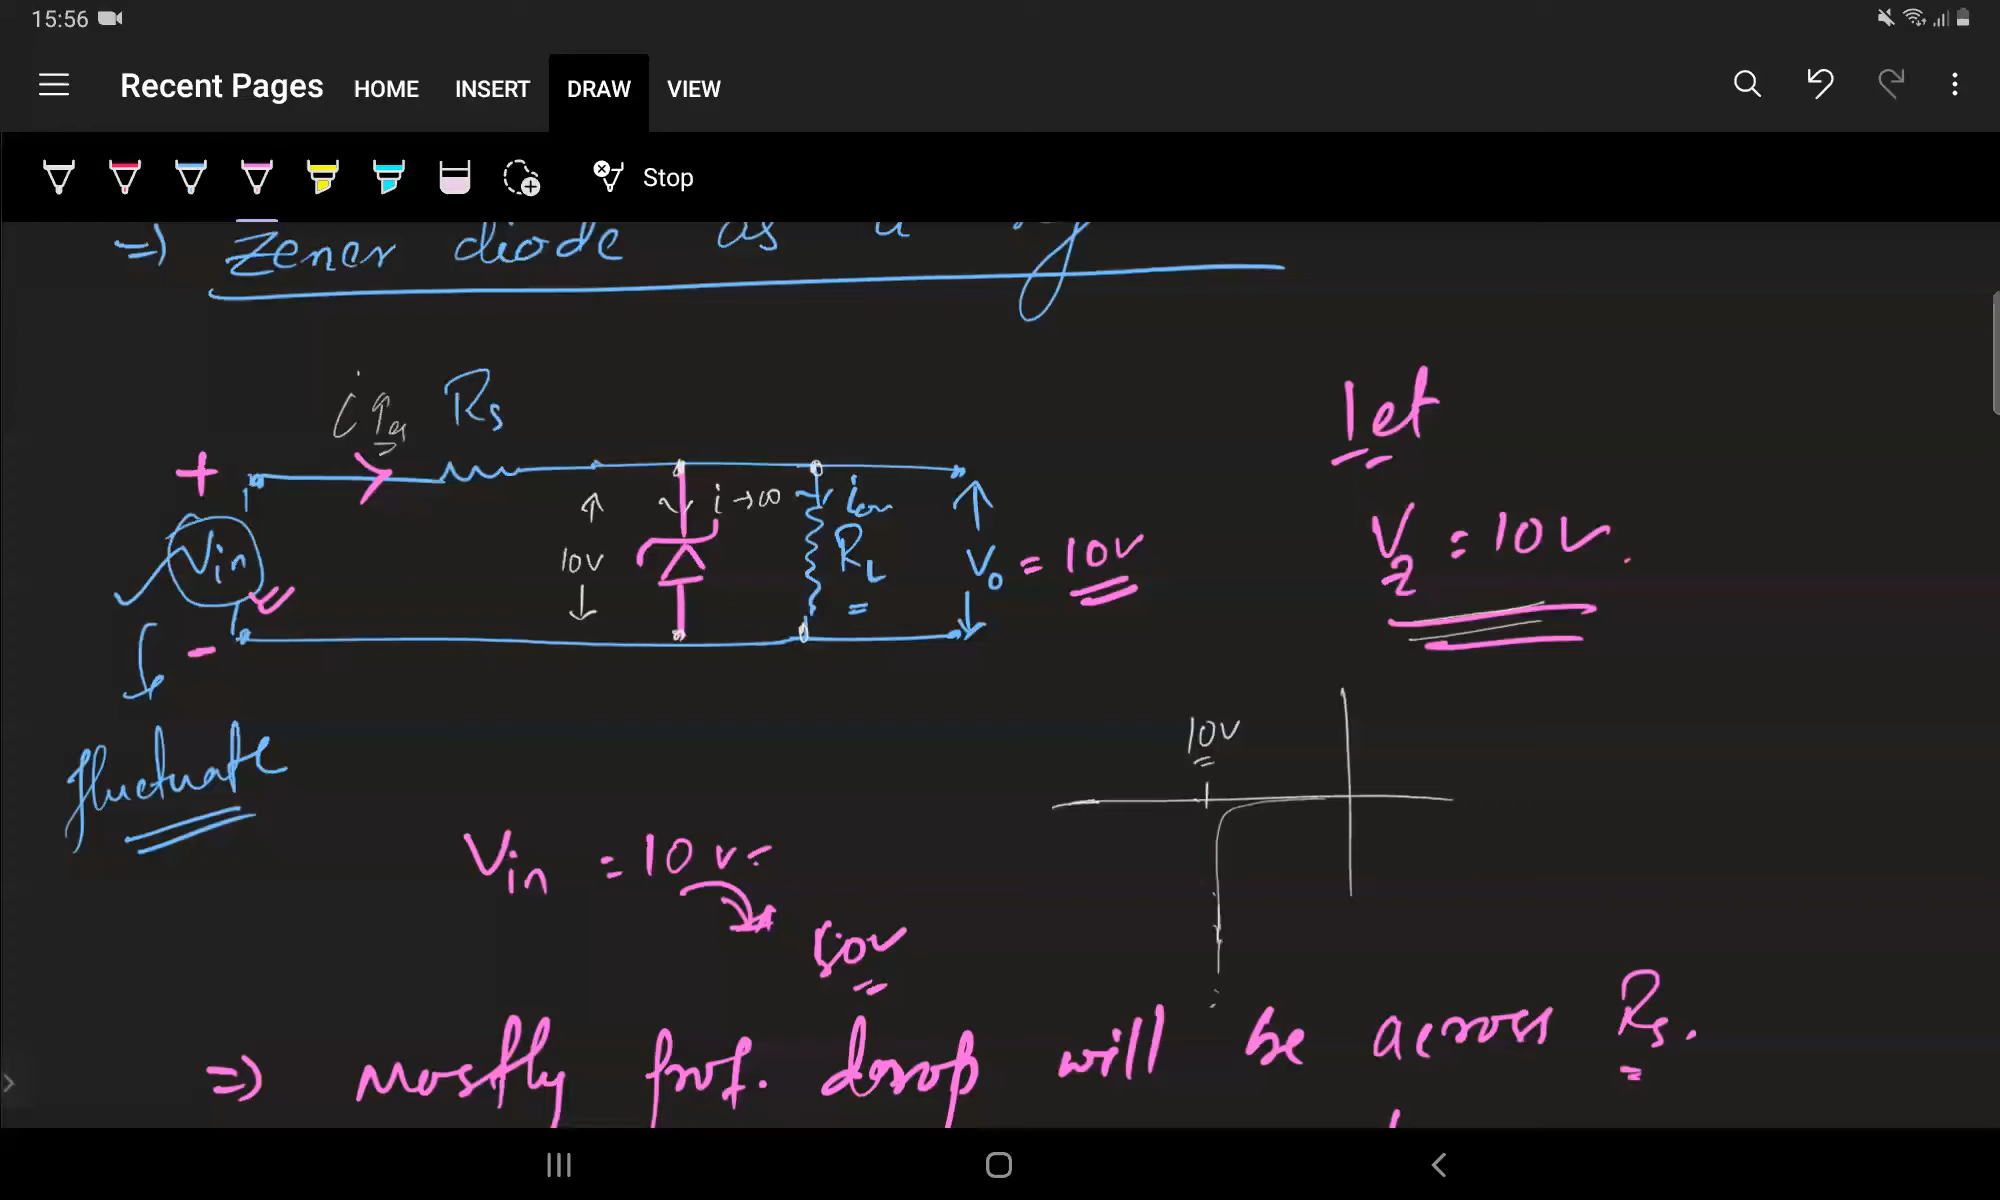 15:56
Recent Pages HOME INSERT DRAW VIEW
Stop
=) Zener diode as a
i Rs
+
Vin
-
10V
i→∞
RL
Vo = 10V
let
Vz = 10V.
fluctuate
10V
Vin = 10V
50V
=) Mostly pot. drop will be across Rs.